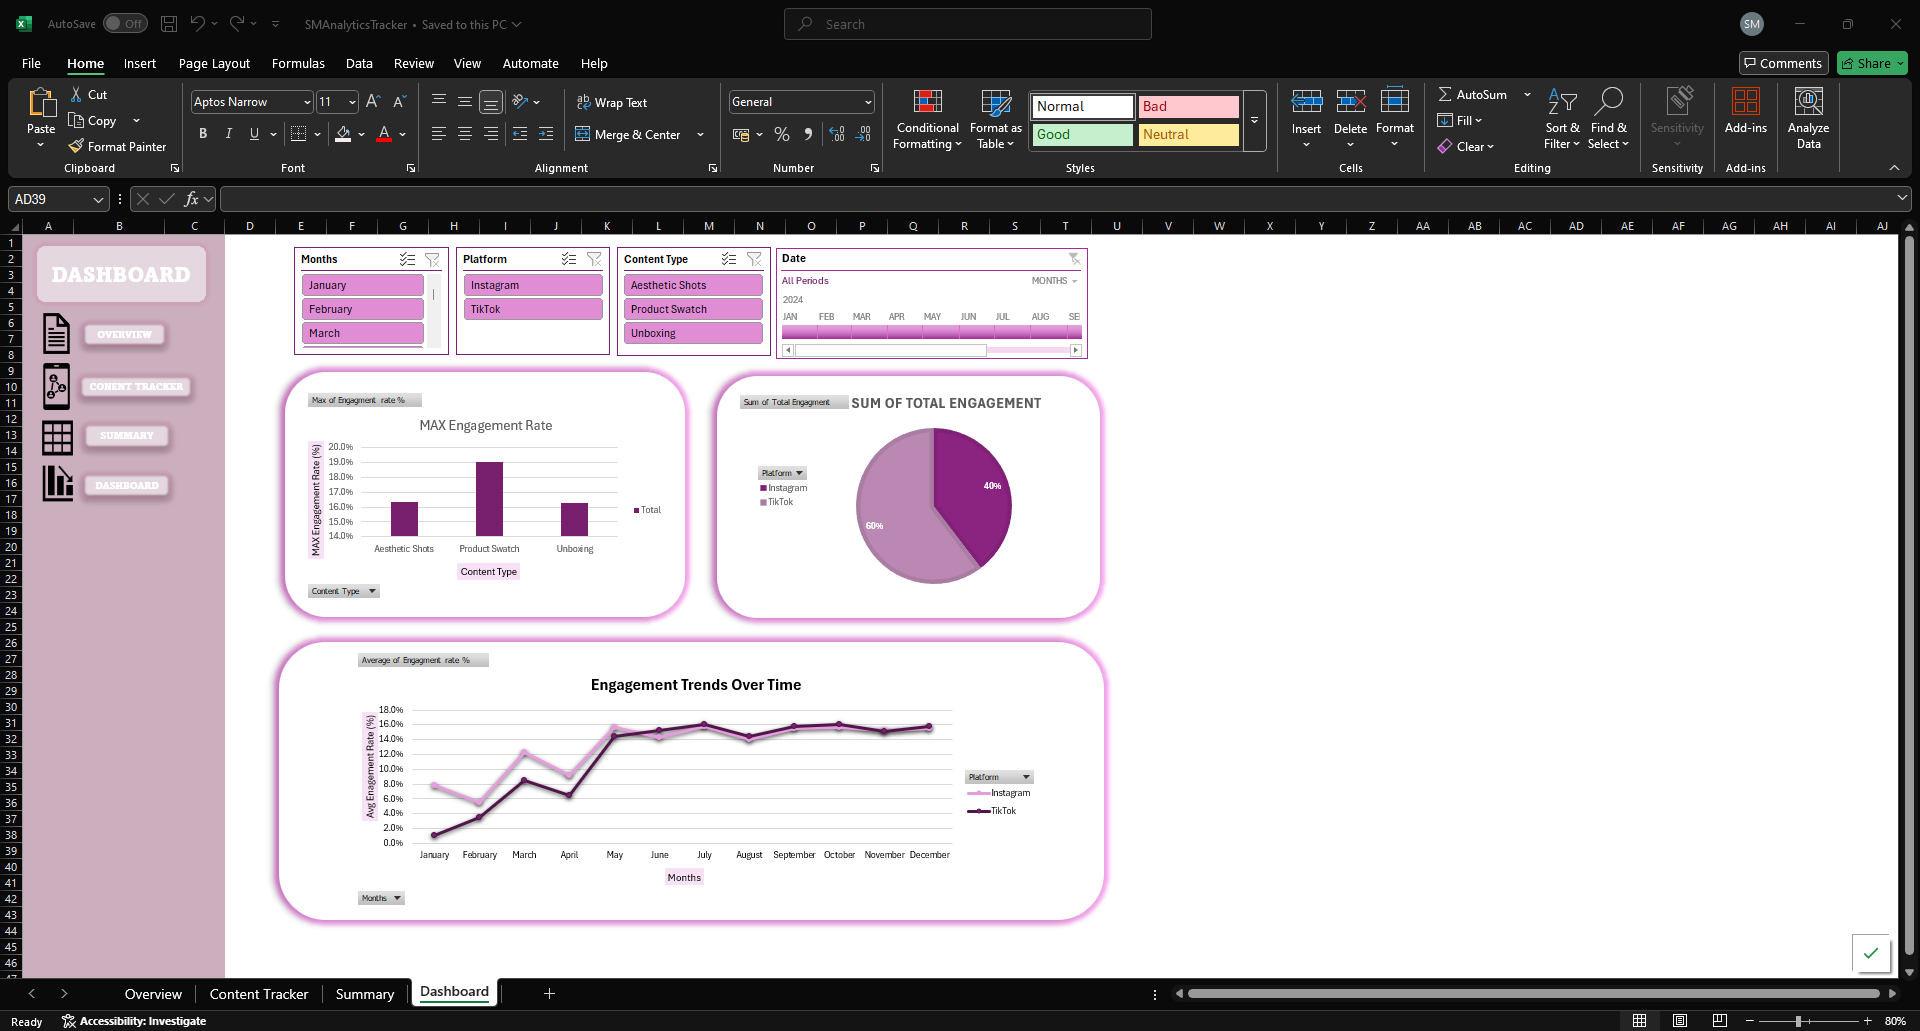 AutoSave Off SMAnalyticsTracker • Saved to this PC Search SM
File Home Insert Page Layout Formulas Data Review View Automate Help Comments Share
Paste Cut Copy Format Painter Clipboard
Aptos Narrow 11 B I U A Font
Wrap Text Merge & Center Alignment
General % Number
Conditional Formatting Format as Table Normal Bad Good Neutral Styles
Insert Delete Format Cells
AutoSum Fill Clear Sort & Filter Find & Select Editing
Sensitivity Sensitivity
Add-ins Add-ins
Analyze Data
AD39 fx
A B C D E F G H I J K L M N O P Q R S T U V W X Y Z AA AB AC AD AE AF AG AH AI AJ
1
2
3
4
5
6
7
8
9
10
11
12
13
14
15
16
17
18
19
20
21
22
23
24
25
26
27
28
29
30
31
32
33
34
35
36
37
38
39
40
41
42
43
44
45
46
47
DASHBOARD
OVERVIEW
CONENT TRACKER
SUMMARY
DASHBOARD
Months
January
February
March
Platform
Instagram
TikTok
Content Type
Aesthetic Shots
Product Swatch
Unboxing
Date
All Periods MONTHS
2024
JAN FEB MAR APR MAY JUN JUL AUG SE
Max of Engagment rate %
MAX Engagement Rate
MAX Engagement Rate (%)
20.0%
19.0%
18.0%
17.0%
16.0%
15.0%
14.0%
Total
Aesthetic Shots Product Swatch Unboxing
Content Type
Content Type
Sum of Total Engagment
SUM OF TOTAL ENGAGEMENT
Platform
Instagram
TikTok
40%
60%
Average of Engagment rate %
Engagement Trends Over Time
Avg Enagement Rate (%)
18.0%
16.0%
14.0%
12.0%
10.0%
8.0%
6.0%
4.0%
2.0%
0.0%
January February March April May June July August September October November December
Months
Platform
Instagram
TikTok
Months
Overview Content Tracker Summary Dashboard
Ready Accessibility: Investigate 80%